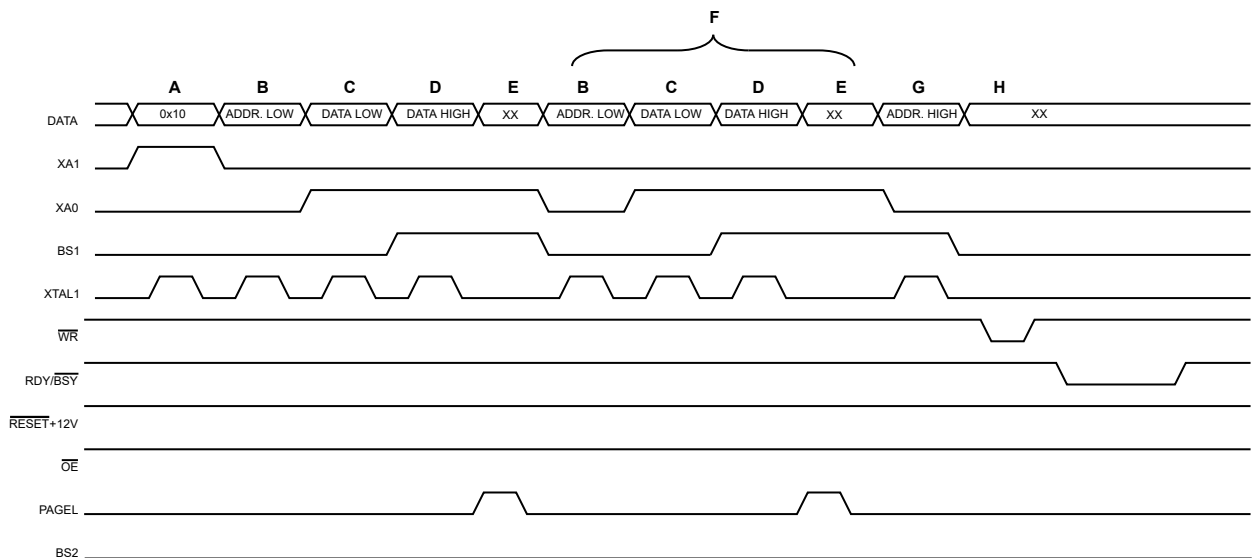 F
A B C D E B C D E G H
DATA 0x10 ADDR. LOW DATA LOW DATA HIGH XX ADDR. LOW DATA LOW DATA HIGH XX ADDR. HIGH XX
XA1
XA0
BS1
XTAL1
WR
RDY/BSY
RESET+12V
OE
PAGEL
BS2